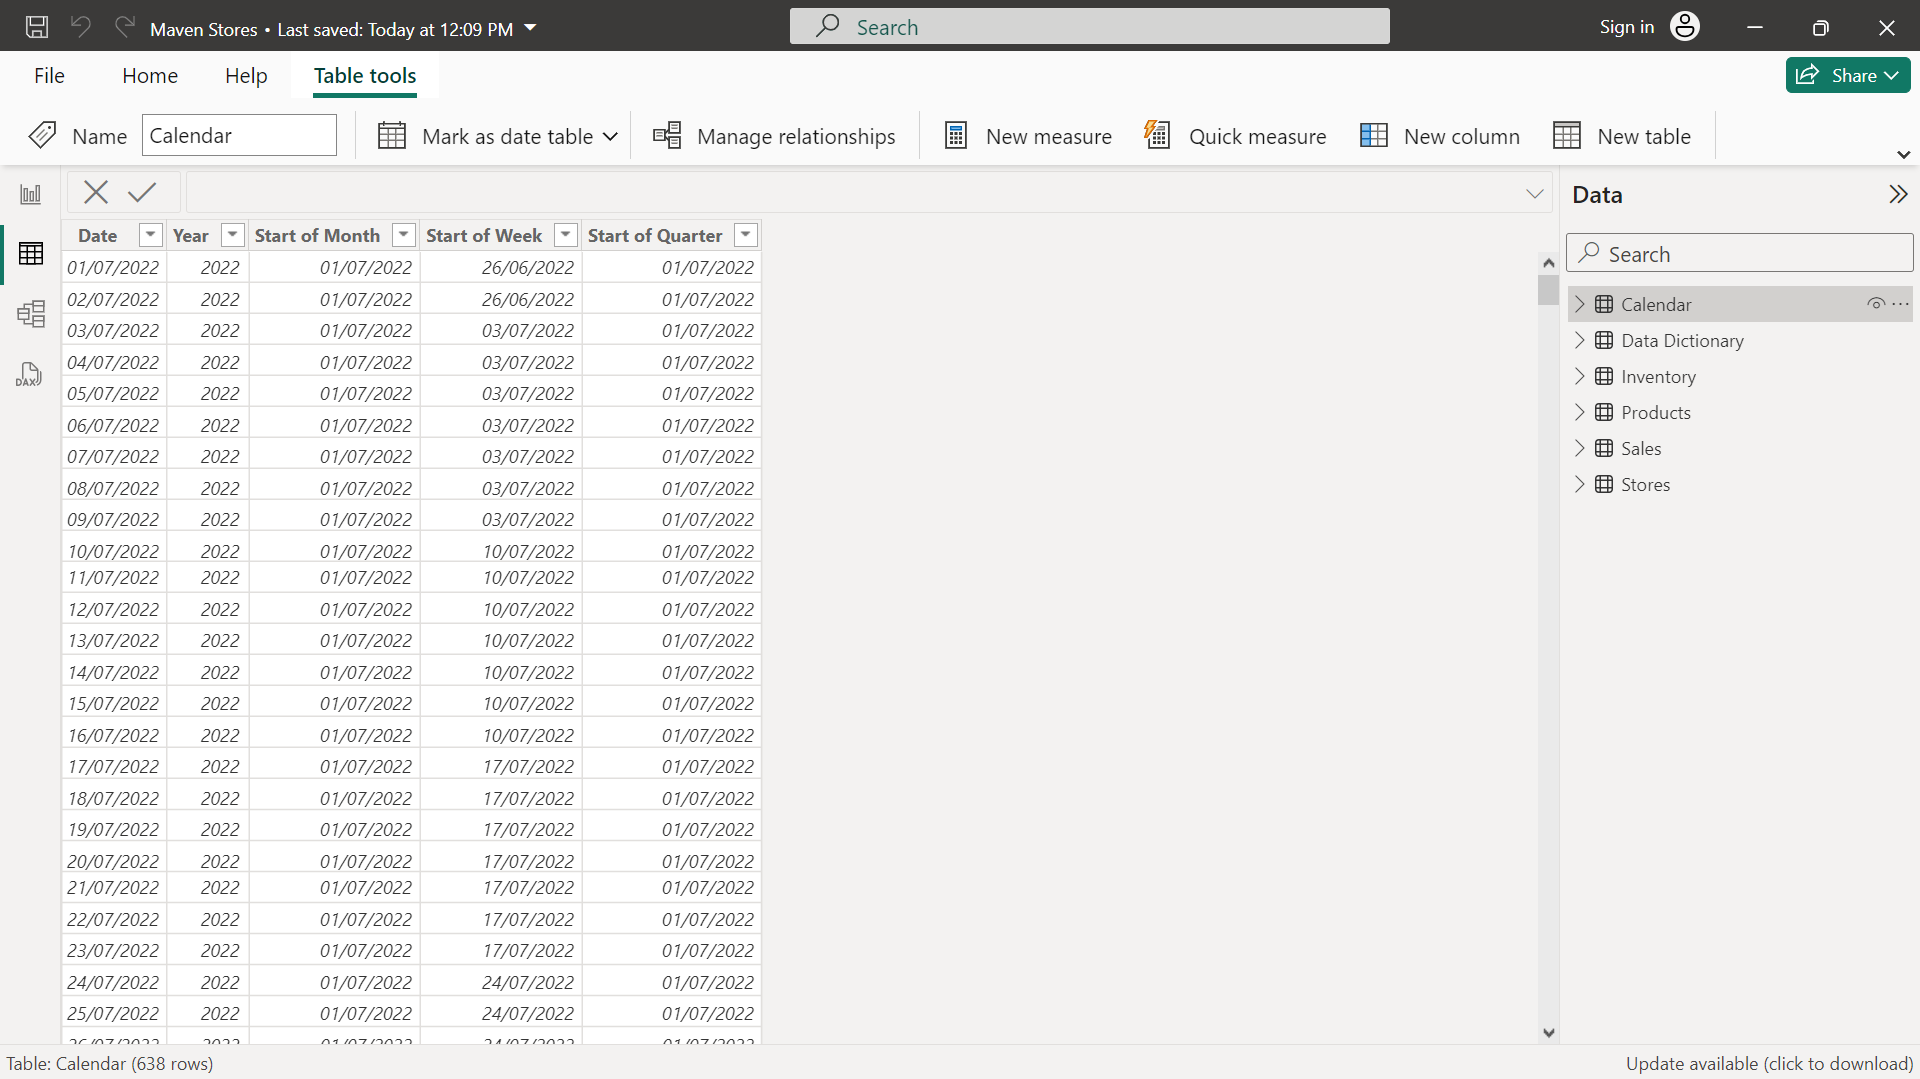 Maven Stores • Last saved: Today at 12:09 PM
Search
Sign in
File Home Help Table tools
Share
Name Calendar Mark as date table Manage relationships New measure Quick measure New column New table
Date Year Start of Month Start of Week Start of Quarter
01/07/2022 2022 01/07/2022 26/06/2022 01/07/2022
02/07/2022 2022 01/07/2022 26/06/2022 01/07/2022
03/07/2022 2022 01/07/2022 03/07/2022 01/07/2022
04/07/2022 2022 01/07/2022 03/07/2022 01/07/2022
05/07/2022 2022 01/07/2022 03/07/2022 01/07/2022
06/07/2022 2022 01/07/2022 03/07/2022 01/07/2022
07/07/2022 2022 01/07/2022 03/07/2022 01/07/2022
08/07/2022 2022 01/07/2022 03/07/2022 01/07/2022
09/07/2022 2022 01/07/2022 03/07/2022 01/07/2022
10/07/2022 2022 01/07/2022 10/07/2022 01/07/2022
11/07/2022 2022 01/07/2022 10/07/2022 01/07/2022
12/07/2022 2022 01/07/2022 10/07/2022 01/07/2022
13/07/2022 2022 01/07/2022 10/07/2022 01/07/2022
14/07/2022 2022 01/07/2022 10/07/2022 01/07/2022
15/07/2022 2022 01/07/2022 10/07/2022 01/07/2022
16/07/2022 2022 01/07/2022 10/07/2022 01/07/2022
17/07/2022 2022 01/07/2022 17/07/2022 01/07/2022
18/07/2022 2022 01/07/2022 17/07/2022 01/07/2022
19/07/2022 2022 01/07/2022 17/07/2022 01/07/2022
20/07/2022 2022 01/07/2022 17/07/2022 01/07/2022
21/07/2022 2022 01/07/2022 17/07/2022 01/07/2022
22/07/2022 2022 01/07/2022 17/07/2022 01/07/2022
23/07/2022 2022 01/07/2022 17/07/2022 01/07/2022
24/07/2022 2022 01/07/2022 24/07/2022 01/07/2022
25/07/2022 2022 01/07/2022 24/07/2022 01/07/2022
26/07/2022 2022 01/07/2022 24/07/2022 01/07/2022
DAX
Data
Search
Calendar
Data Dictionary
Inventory
Products
Sales
Stores
Table: Calendar (638 rows)
Update available (click to download)